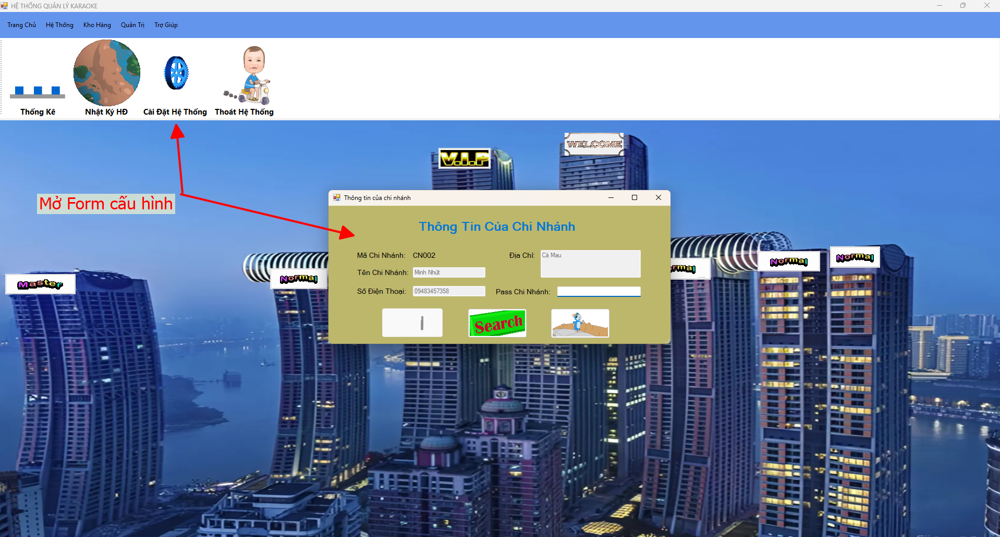 HỆ THỐNG QUẢN LÝ KARAOKE
Trang Chủ Hệ Thống Kho Hàng Quản Trị Trợ Giúp
Thống Kê Nhật Ký HĐ Cài Đặt Hệ Thống Thoát Hệ Thống
WELCOME
V.I.P
Mở Form cấu hình
Thông tin của chi nhánh
Thông Tin Của Chi Nhánh
Mã Chi Nhánh: CN002 Địa Chỉ: Cà Mau
Tên Chi Nhánh: Minh Nhứt
Số Điện Thoại: 09483457358 Pass Chi Nhánh:
Search
Master
Normal
rmal
Normal
Normal